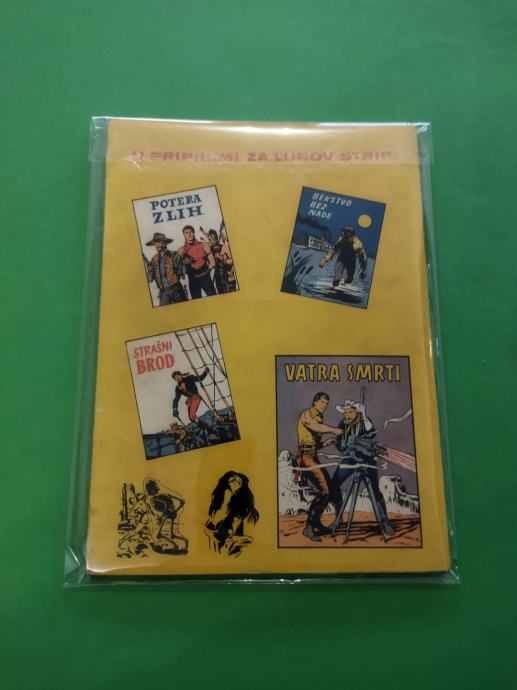 U PRIPREMI ZA LUNOV STRIP:
POTERA
ZLIH
BEKSTVO
BEZ
NADE
STRAŠNI
BROD
VATRA SMRTI